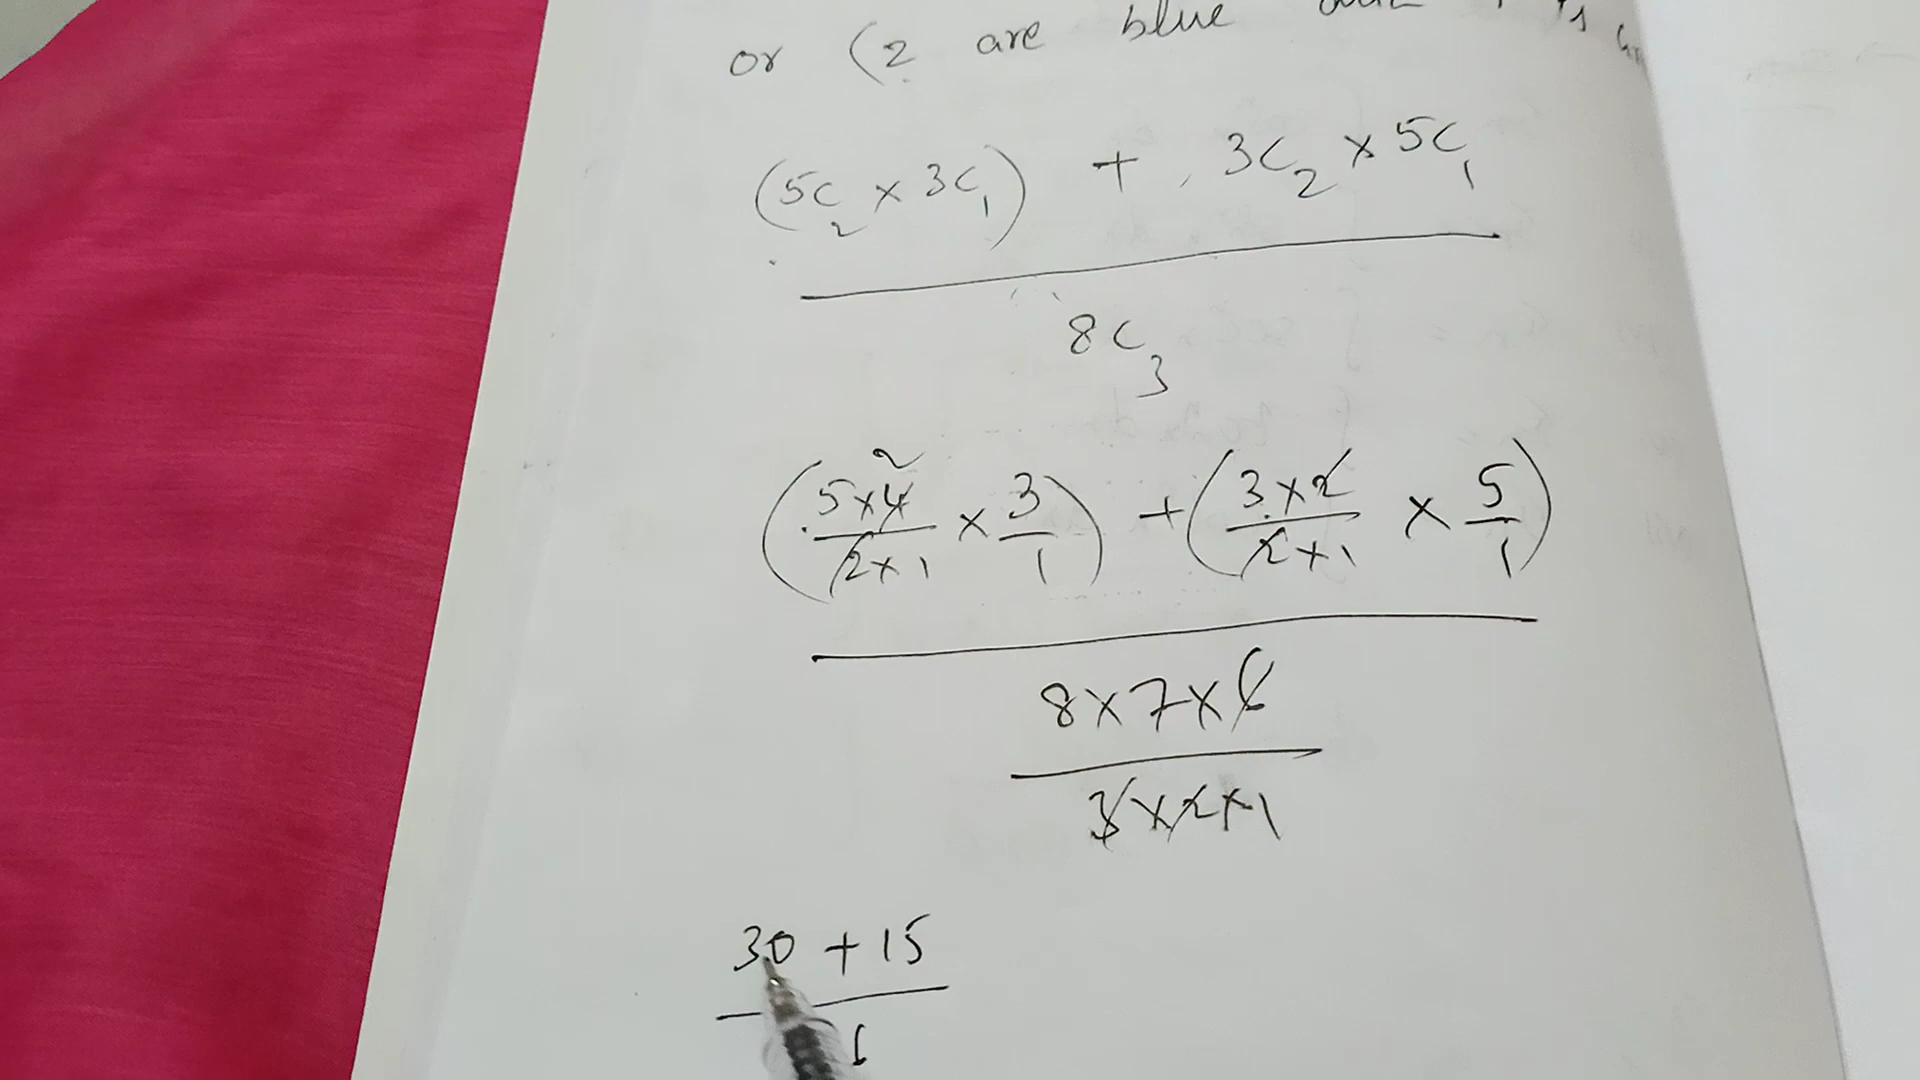 or (2 are blue
(5C2 × 3C1) + 3C2 × 5C1
8C3
(5×4/2×1 2 × 3/1) + (3×2/2×1 × 5/1)
8×7×6
3×2×1
30 + 15